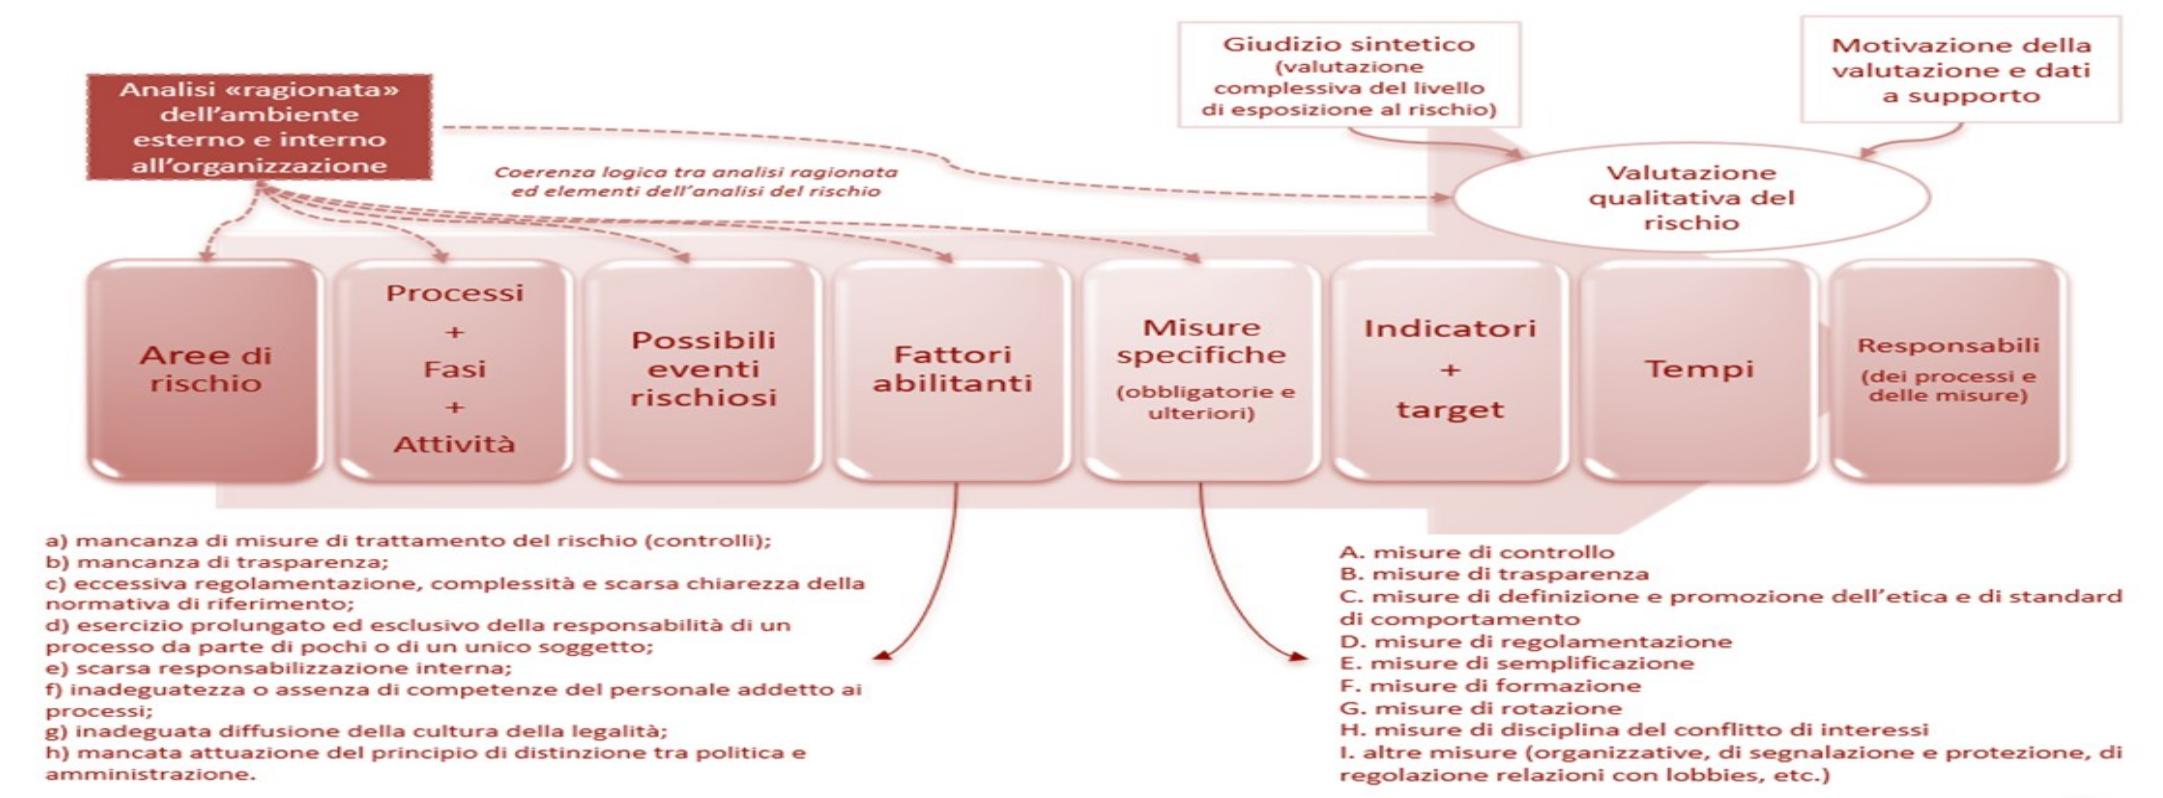 Analisi «ragionata»
dell'ambiente
esterno e interno
all'organizzazione
Coerenza logica tra analisi ragionata
ed elementi dell'analisi del rischio
Giudizio sintetico
(valutazione
complessiva del livello
di esposizione al rischio)
Motivazione della
valutazione e dati
a supporto
Valutazione
qualitativa del
rischio
Aree di
rischio
Processi
+
Fasi
+
Attività
Possibili
eventi
rischiosi
Fattori
abilitanti
Misure
specifiche
(obbligatorie e
ulteriori)
Indicatori
+
target
Tempi
Responsabili
(dei processi e
delle misure)
a) mancanza di misure di trattamento del rischio (controlli);
b) mancanza di trasparenza;
c) eccessiva regolamentazione, complessità e scarsa chiarezza della
normativa di riferimento;
d) esercizio prolungato ed esclusivo della responsabilità di un
processo da parte di pochi o di un unico soggetto;
e) scarsa responsabilizzazione interna;
f) inadeguatezza o assenza di competenze del personale addetto ai
processi;
g) inadeguata diffusione della cultura della legalità;
h) mancata attuazione del principio di distinzione tra politica e
amministrazione.
A. misure di controllo
B. misure di trasparenza
C. misure di definizione e promozione dell'etica e di standard
di comportamento
D. misure di regolamentazione
E. misure di semplificazione
F. misure di formazione
G. misure di rotazione
H. misure di disciplina del conflitto di interessi
I. altre misure (organizzative, di segnalazione e protezione, di
regolazione relazioni con lobbies, etc.)